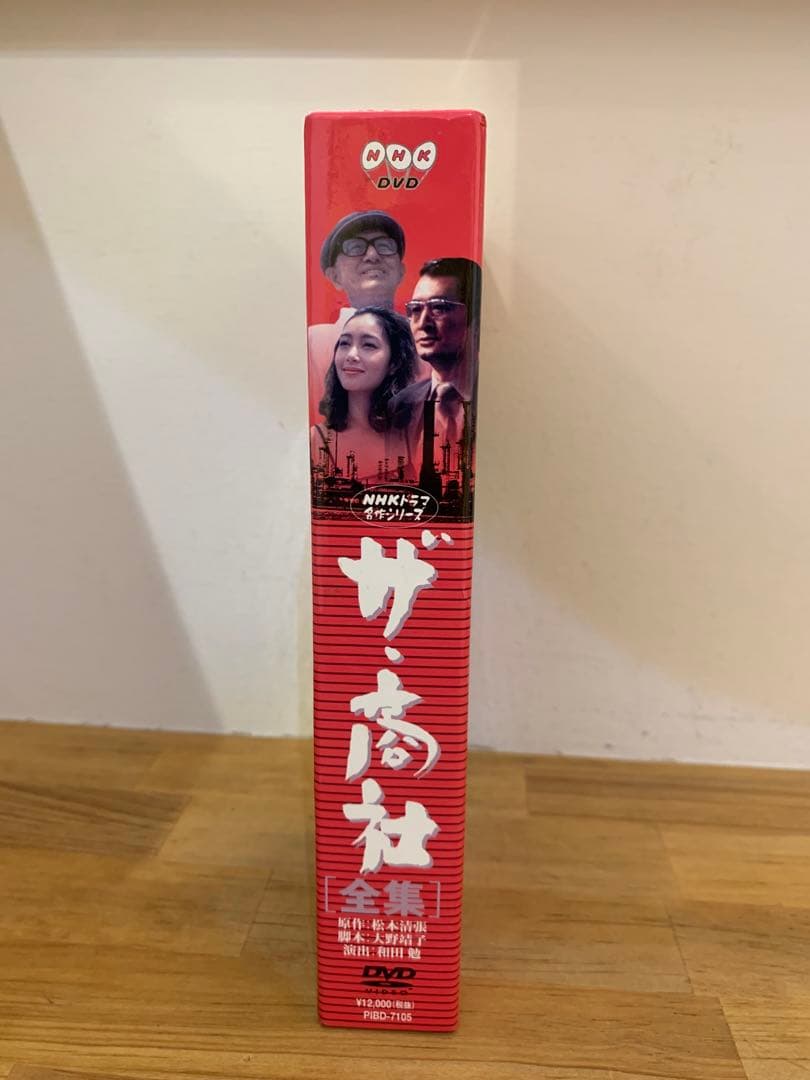 NHK
DVD
NHKドラマ
名作シリーズ
ザ・商社
[全集]
原作:松本清張
脚本:大野靖子
演出:和田 勉
DVD
VIDEO
¥12,000(税抜)
PIBD-7105